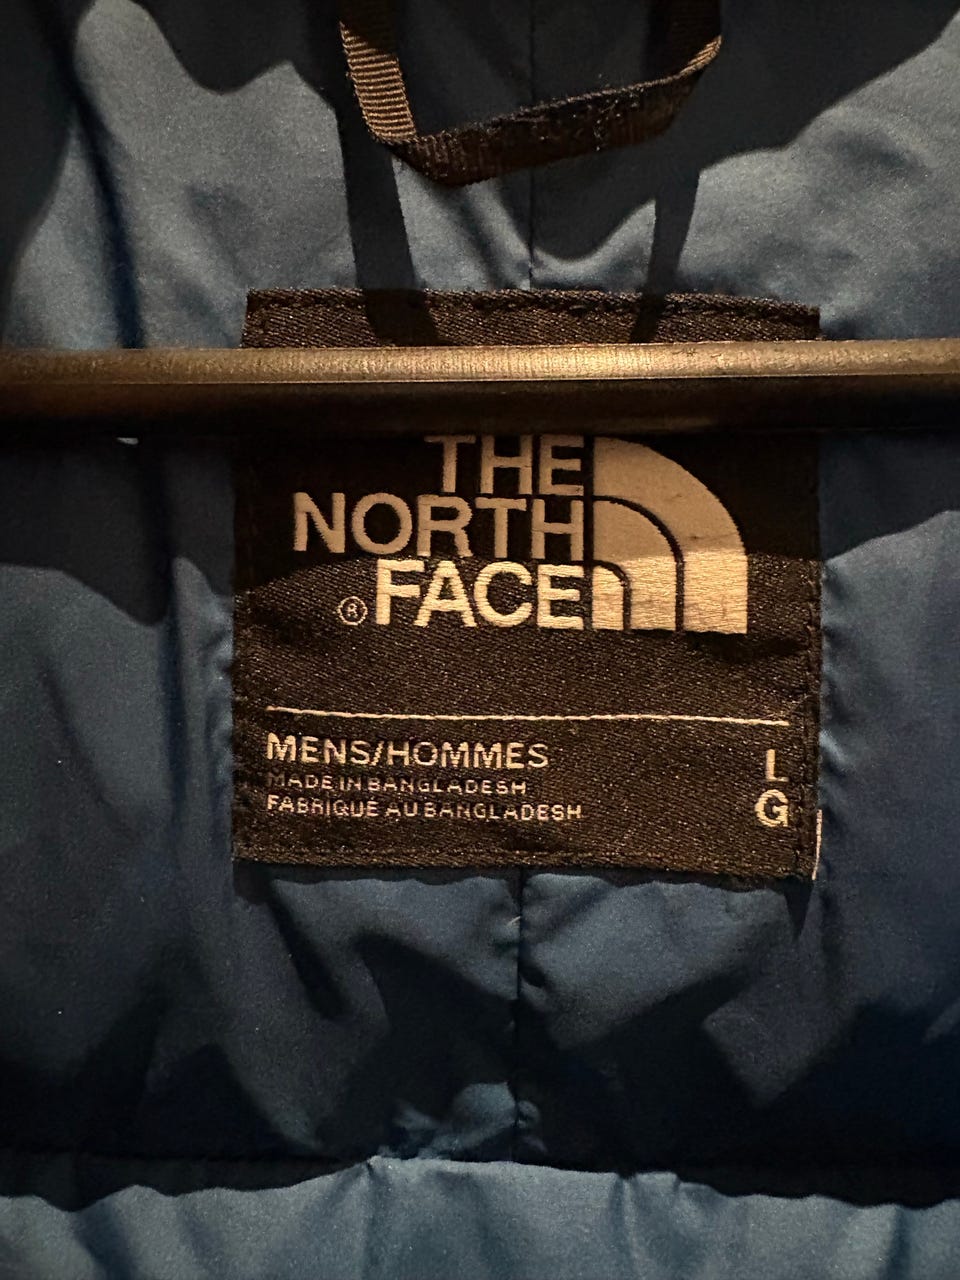 THE
NORTH
FACE
®
MENS/HOMMES
MADE IN BANGLADESH
FABRIQUÉ AU BANGLADESH
L
G